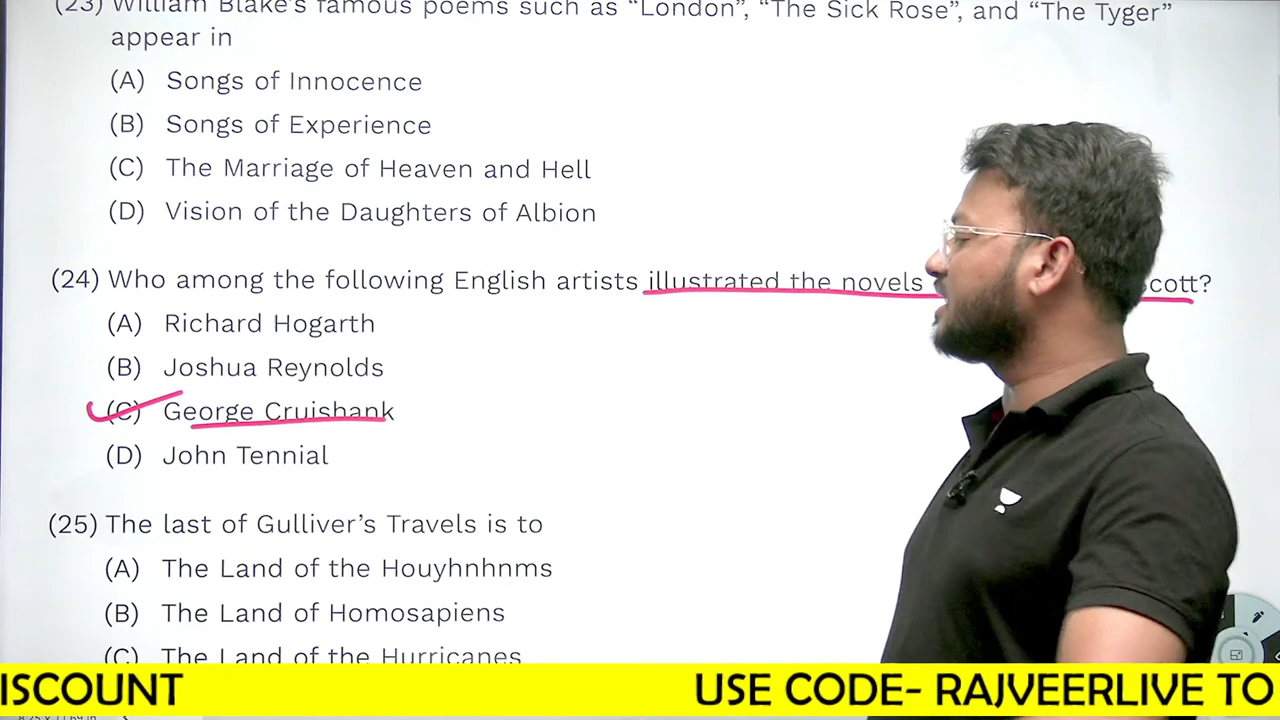 (23) William Blake's famous poems such as “London”, “The Sick Rose”, and “The Tyger”
appear in
(A) Songs of Innocence
(B) Songs of Experience
(C) The Marriage of Heaven and Hell
(D) Vision of the Daughters of Albion
(24) Who among the following English artists illustrated the novels cott?
(A) Richard Hogarth
(B) Joshua Reynolds
(C) George Cruishank
(D) John Tennial
(25) The last of Gulliver’s Travels is to
(A) The Land of the Houyhnhnms
(B) The Land of Homosapiens
(C) The Land of the Hurricanes
ISCOUNT USE CODE- RAJVEERLIVE TO